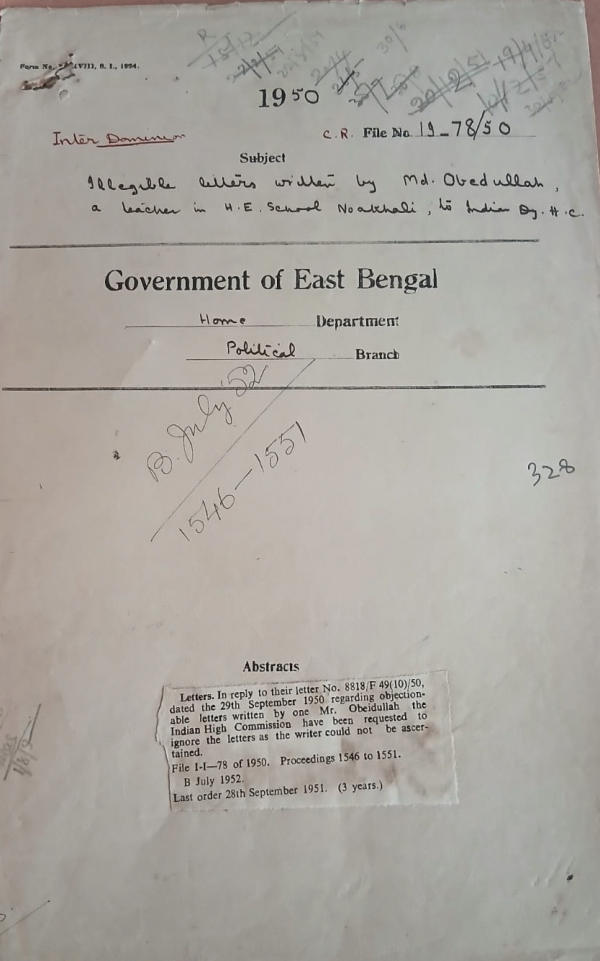 Form No. (VII), B. I., 1954.
1950
Inter Dominion
C.R. File No 19-78/50
Subject
Illegible letters written by Md. Obedullah,
a teacher in H.E. School Noakhali, to Indian Dy. H.C.
Government of East Bengal
Home Department
Political Branch
B. July '52
1546-1551
328
Abstracts
Letters. In reply to their letter No. 8818/F 49(10)/50,
dated the 29th September 1950 regarding objection-
able letters written by one Mr. Obeidullah the
Indian High Commission have been requested to
ignore the letters as the writer could not be ascer-
tained.
File 1-I—78 of 1950. Proceedings 1546 to 1551.
B July 1952.
Last order 28th September 1951. (3 years.)